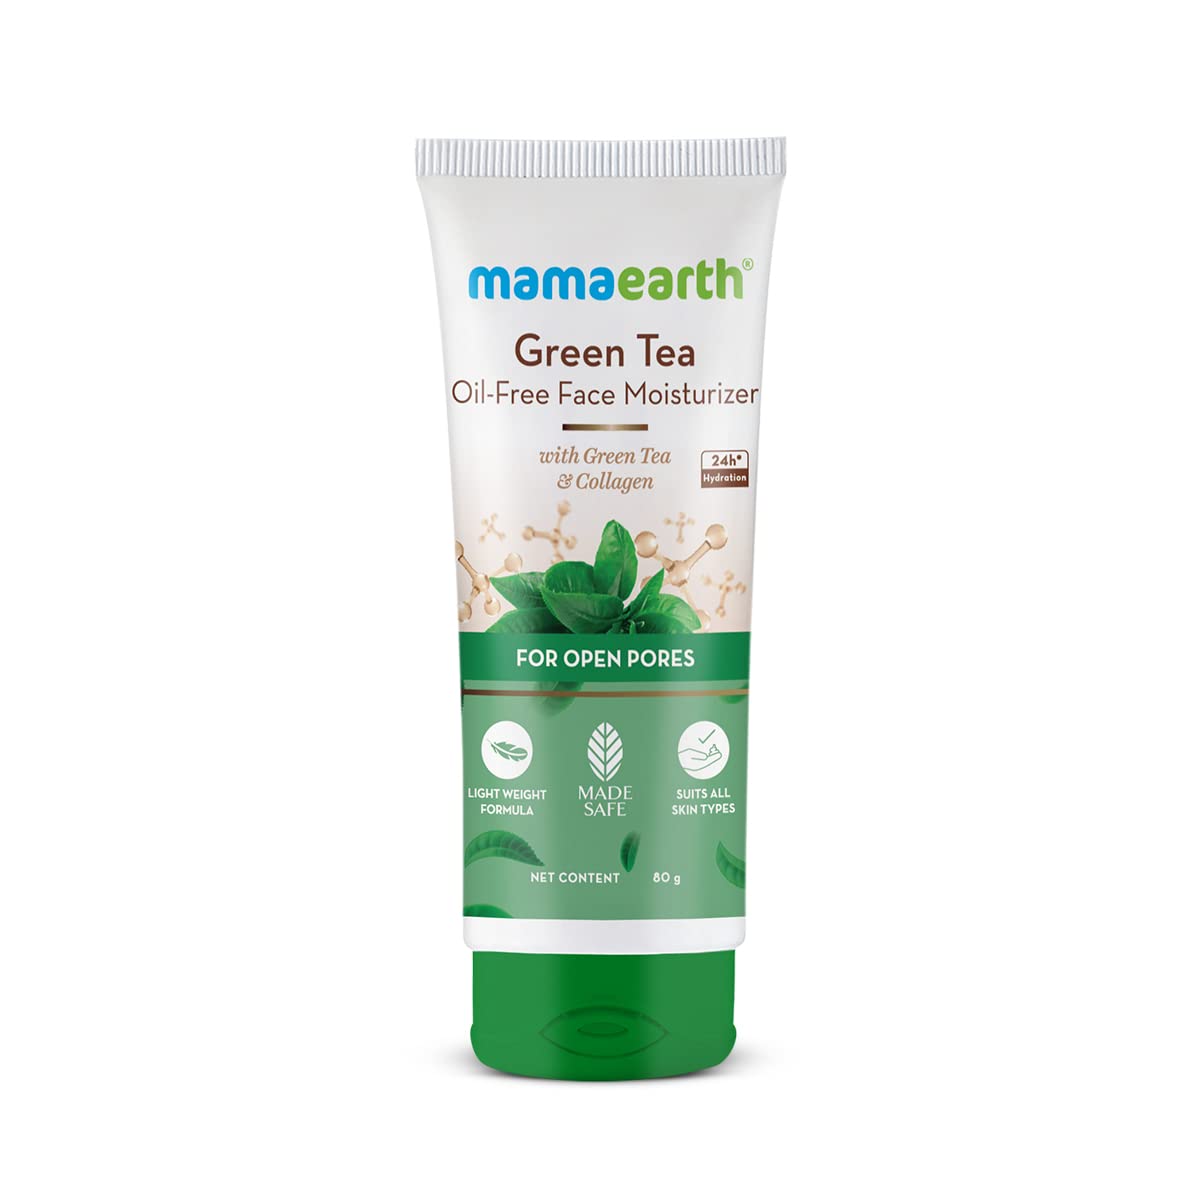 mamaearth®
Green Tea
Oil-Free Face Moisturizer
with Green Tea
& Collagen
24h*
Hydration
FOR OPEN PORES
LIGHT WEIGHT
FORMULA
MADE
SAFE
SUITS ALL
SKIN TYPES
NET CONTENT 80 g